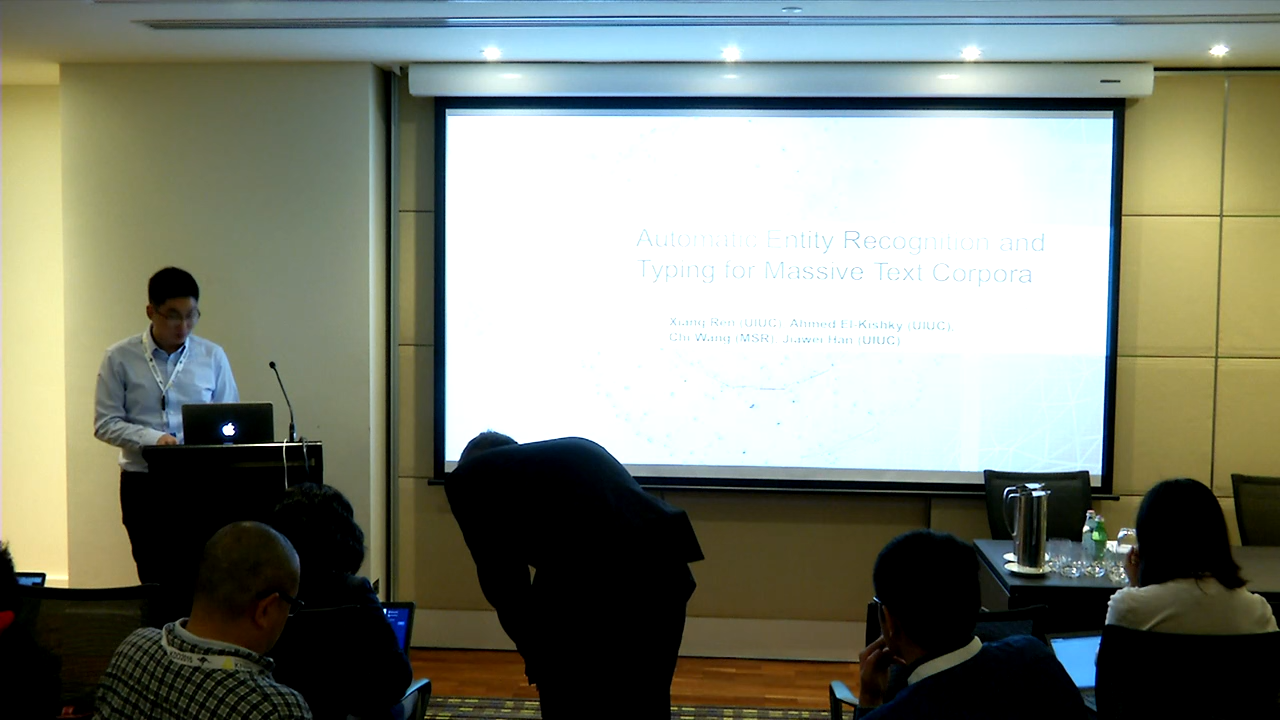 Automatic Entity Recognition and
Typing for Massive Text Corpora
Xiang Ren (UIUC), Ahmed El-Kishky (UIUC),
Chi Wang (MSR), Jiawei Han (UIUC)